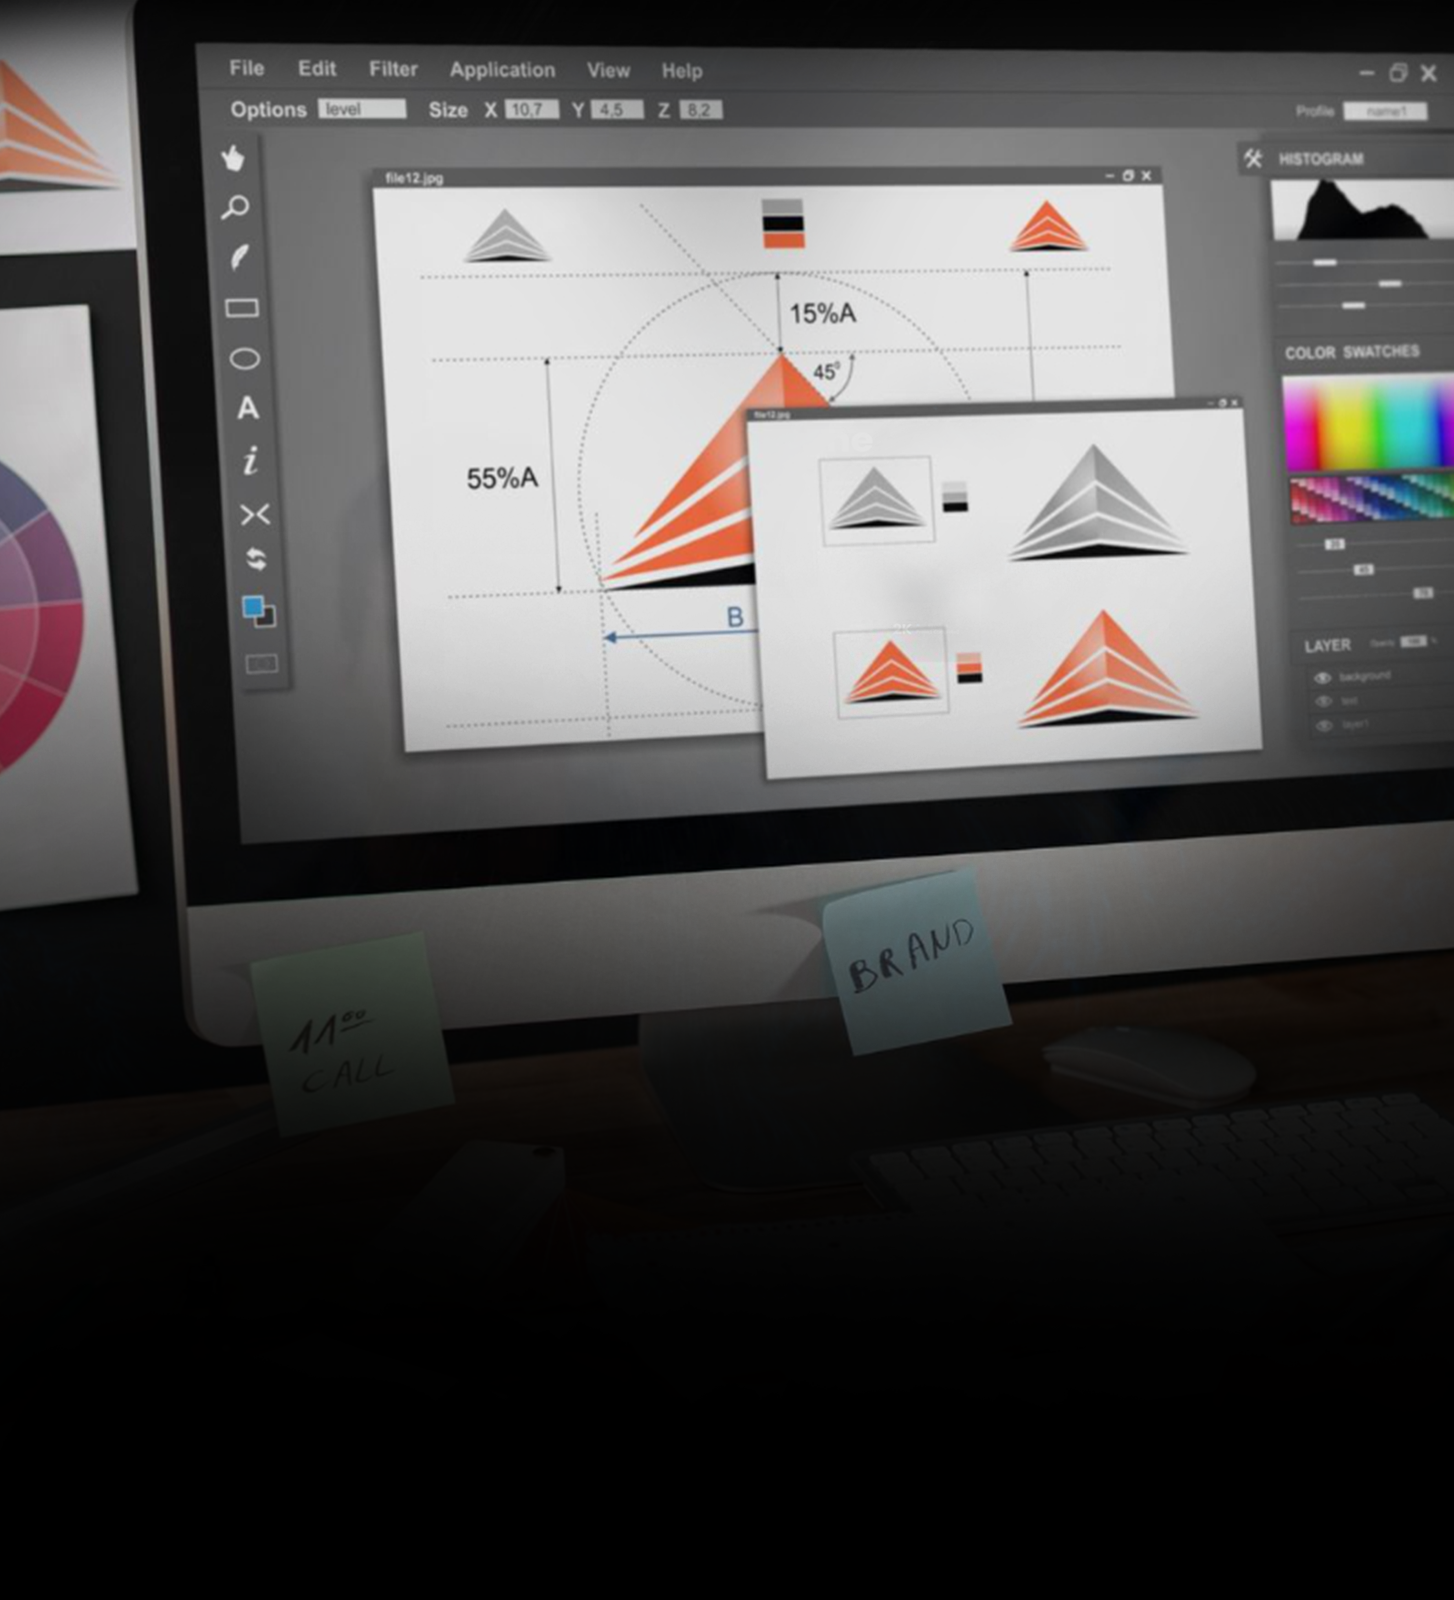 File Edit Filter Application View Help
Options level Size X 10,7 Y 4,5 Z 8,2
Profile name1
file12.jpg
HISTOGRAM
15%A
45°
COLOR SWATCHES
file12.jpg
55%A
B
LAYER Opacity
background
text
layer1
BRAND
11⁰⁰
CALL